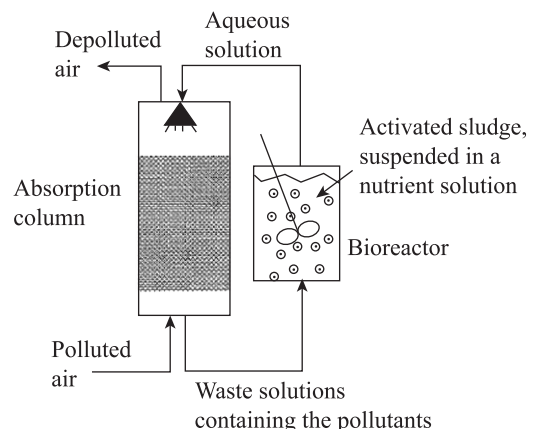 Aqueous
solution
Depolluted
air
Activated sludge,
suspended in a
nutrient solution
Absorption
column
Bioreactor
Polluted
air
Waste solutions
containing the pollutants